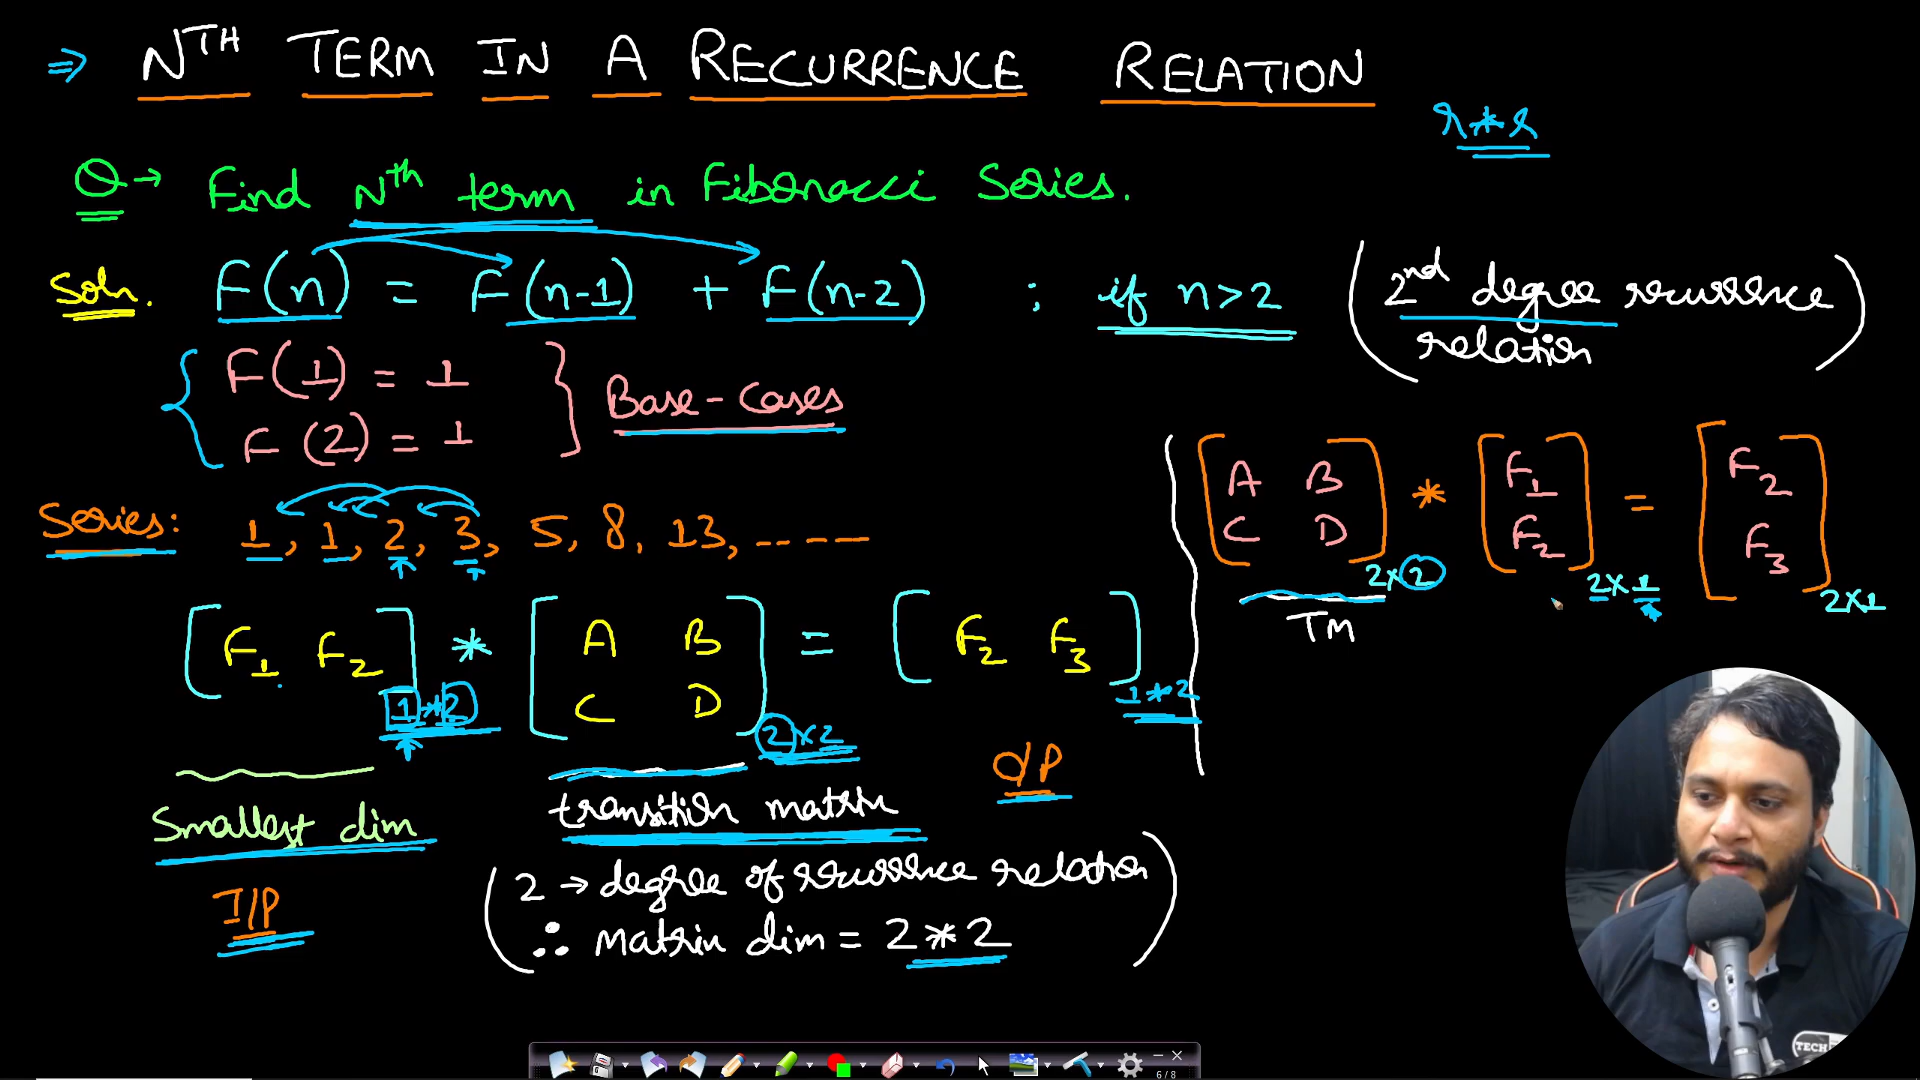 ⇒ NTH TERM IN A RECURRENCE RELATION
r*r
Q→ Find Nth term in Fibonacci Series.
Soln. F(n) = F(n-1) + F(n-2) ; if n>2 (2nd degree recurrence relation)
{ F(1) = 1
F(2) = 1 } Base-Cases
Series: 1, 1, 2, 3, 5, 8, 13, -----
[F1 F2] 1*2 * [A B
C D] 2x2 = [F2 F3] 1*2
Smallest dim
I/P
transition matrix
O/P
(2 → degree of recurrence relation
∴ matrix dim = 2*2)
[A B
C D] 2x2 * [F1
F2] 2x1 = [F2
F3] 2x1
TM
TECH
6/8